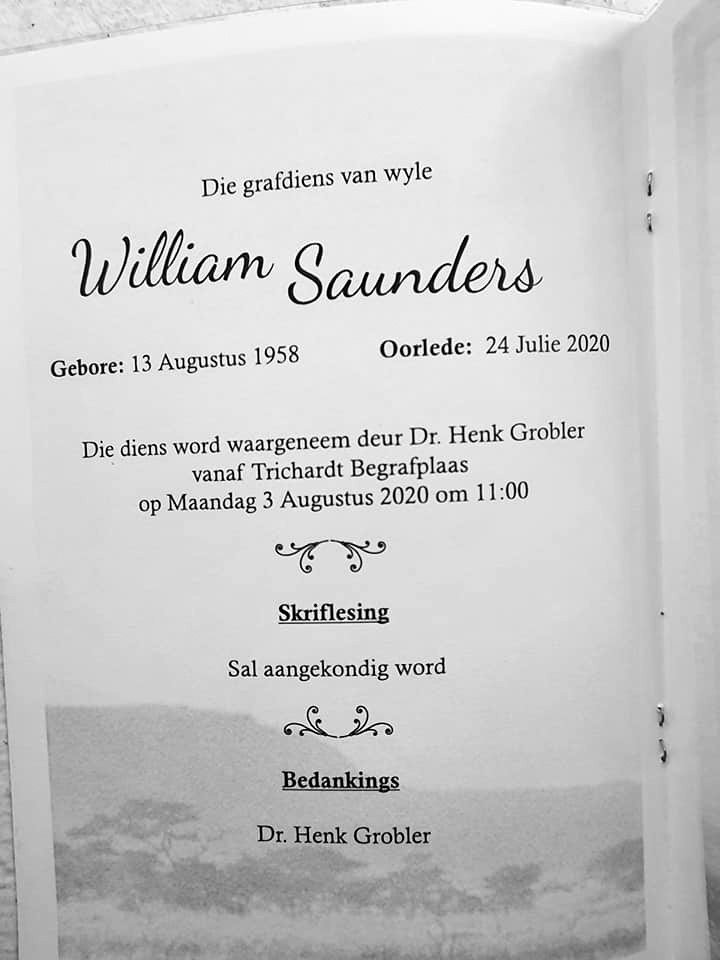 Die grafdiens van wyle
William Saunders
Gebore: 13 Augustus 1958 Oorlede: 24 Julie 2020
Die diens word waargeneem deur Dr. Henk Grobler
vanaf Trichardt Begrafplaas
op Maandag 3 Augustus 2020 om 11:00
Skriflesing
Sal aangekondig word
Bedankings
Dr. Henk Grobler